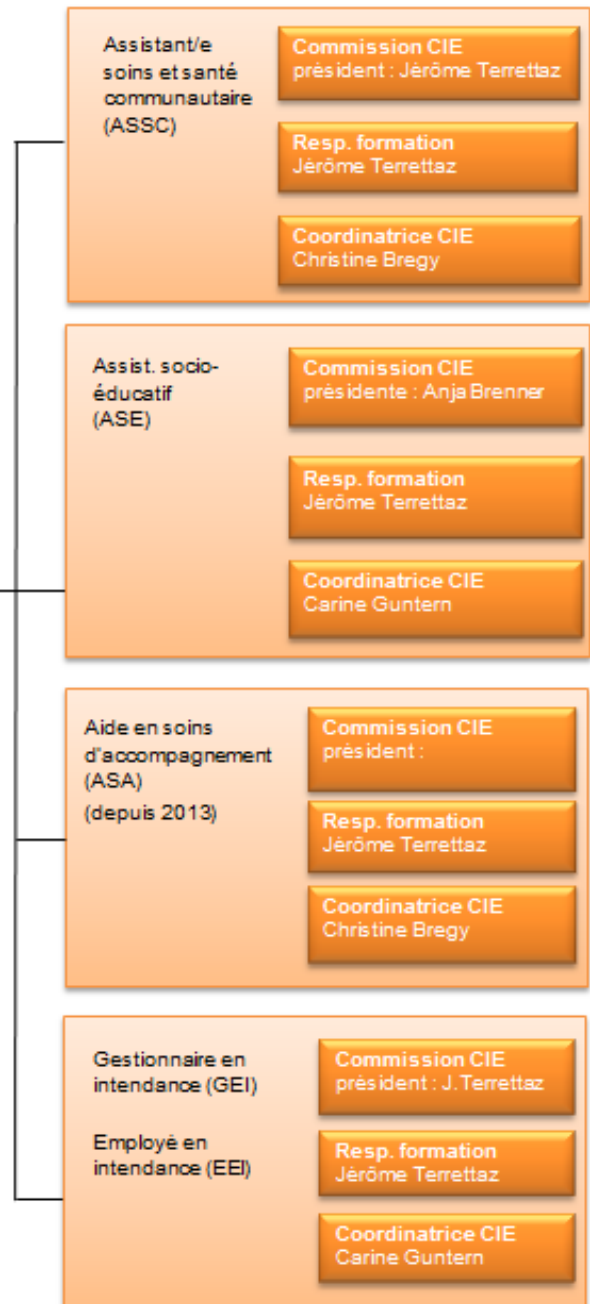 Assistant/e
soins et santé
communautaire
(ASSC)
Commission CIE
président : Jérôme Terrettaz
Resp. formation
Jérôme Terrettaz
Coordinatrice CIE
Christine Bregy
Assist. socio-
éducatif
(ASE)
Commission CIE
présidente : Anja Brenner
Resp. formation
Jérôme Terrettaz
Coordinatrice CIE
Carine Guntern
Aide en soins
d'accompagnement
(ASA)
(depuis 2013)
Commission CIE
président :
Resp. formation
Jérôme Terrettaz
Coordinatrice CIE
Christine Bregy
Gestionnaire en
intendance (GEI)
Employé en
intendance (EEI)
Commission CIE
président : J. Terrettaz
Resp. formation
Jérôme Terrettaz
Coordinatrice CIE
Carine Guntern